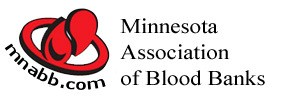 Minnesota
Association
of Blood Banks
mnabb.com